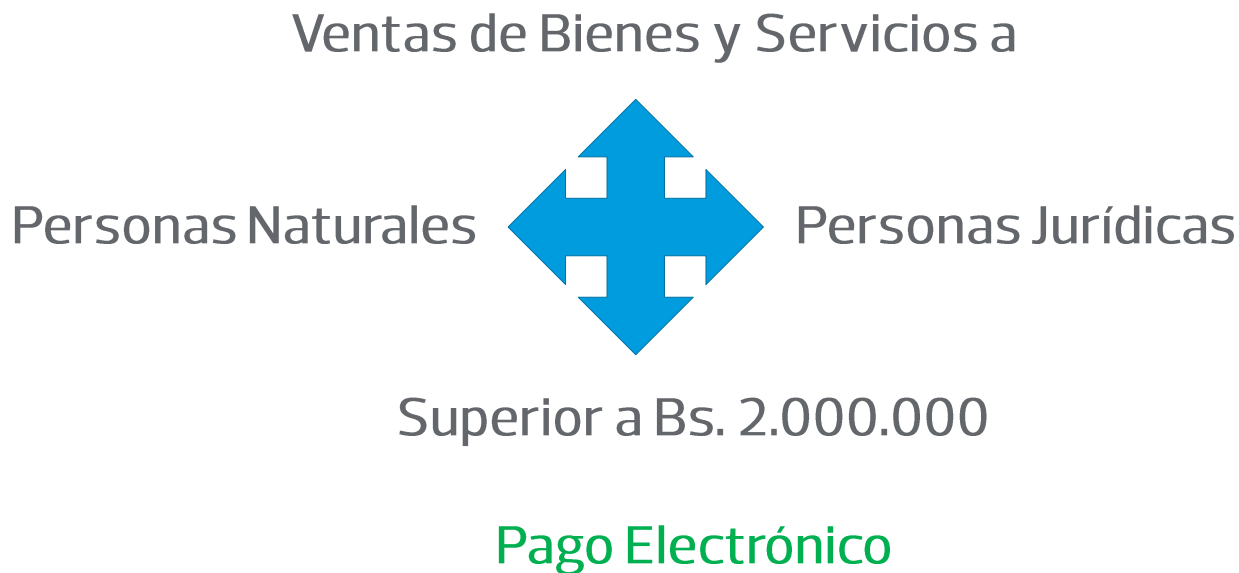 Ventas de Bienes y Servicios a
Personas Naturales
Personas Jurídicas
Superior a Bs. 2.000.000
Pago Electrónico